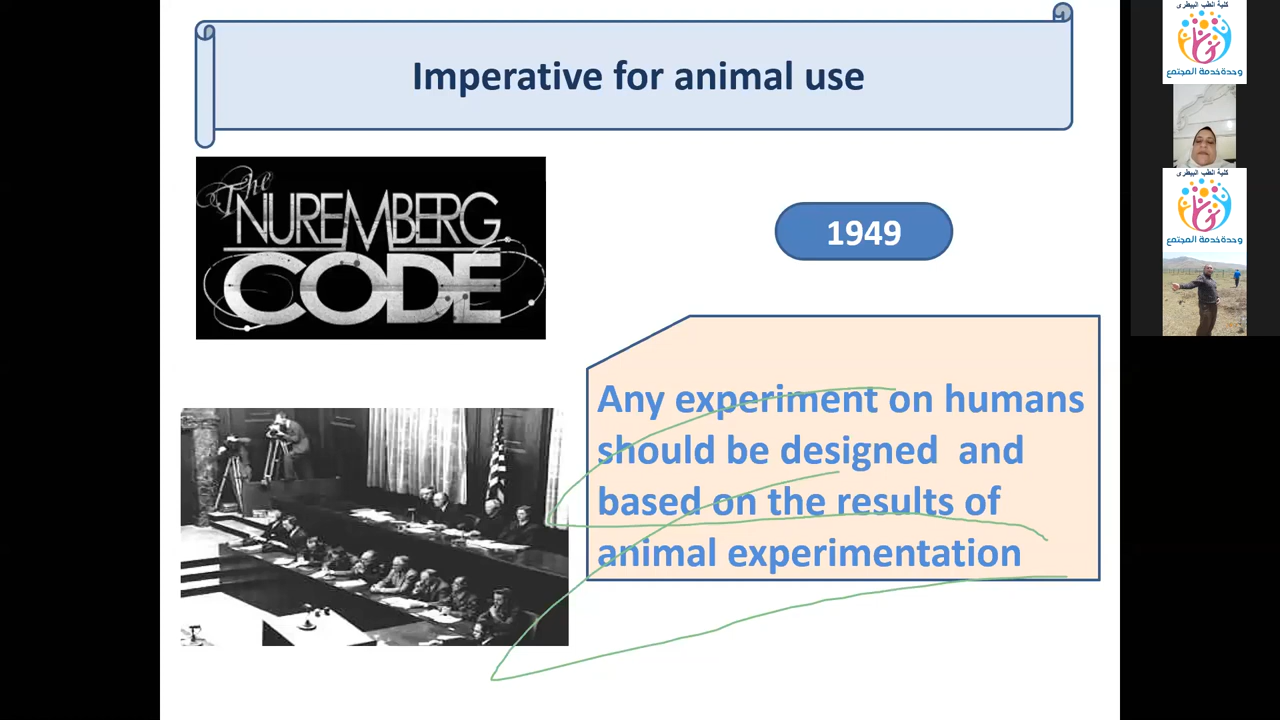 Imperative for animal use
The
NUREMBERG
CODE
1949
Any experiment on humans
should be designed and
based on the results of
animal experimentation
كلية الطب البيطرى
وحدة خدمة المجتمع
كلية الطب البيطرى
وحدة خدمة المجتمع